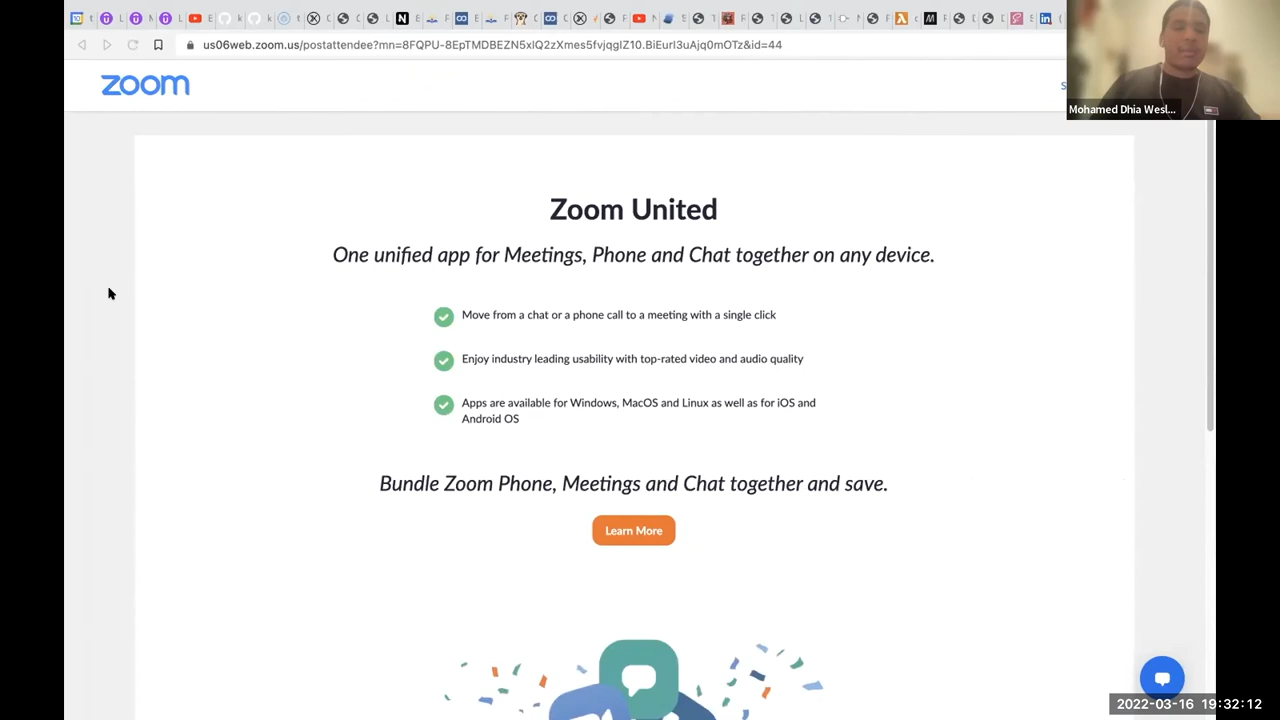 us06web.zoom.us/postattendee?mn=8FQPU-8EpTMDBEZN5xIQ2zXmes5fvjqgIZ10.BiEurI3uAjq0mOTz&id=44
zoom
Mohamed Dhia Wesl...
Zoom United
One unified app for Meetings, Phone and Chat together on any device.
Move from a chat or a phone call to a meeting with a single click
Enjoy industry leading usability with top-rated video and audio quality
Apps are available for Windows, MacOS and Linux as well as for iOS and
Android OS
Bundle Zoom Phone, Meetings and Chat together and save.
Learn More
2022-03-16 19:32:12